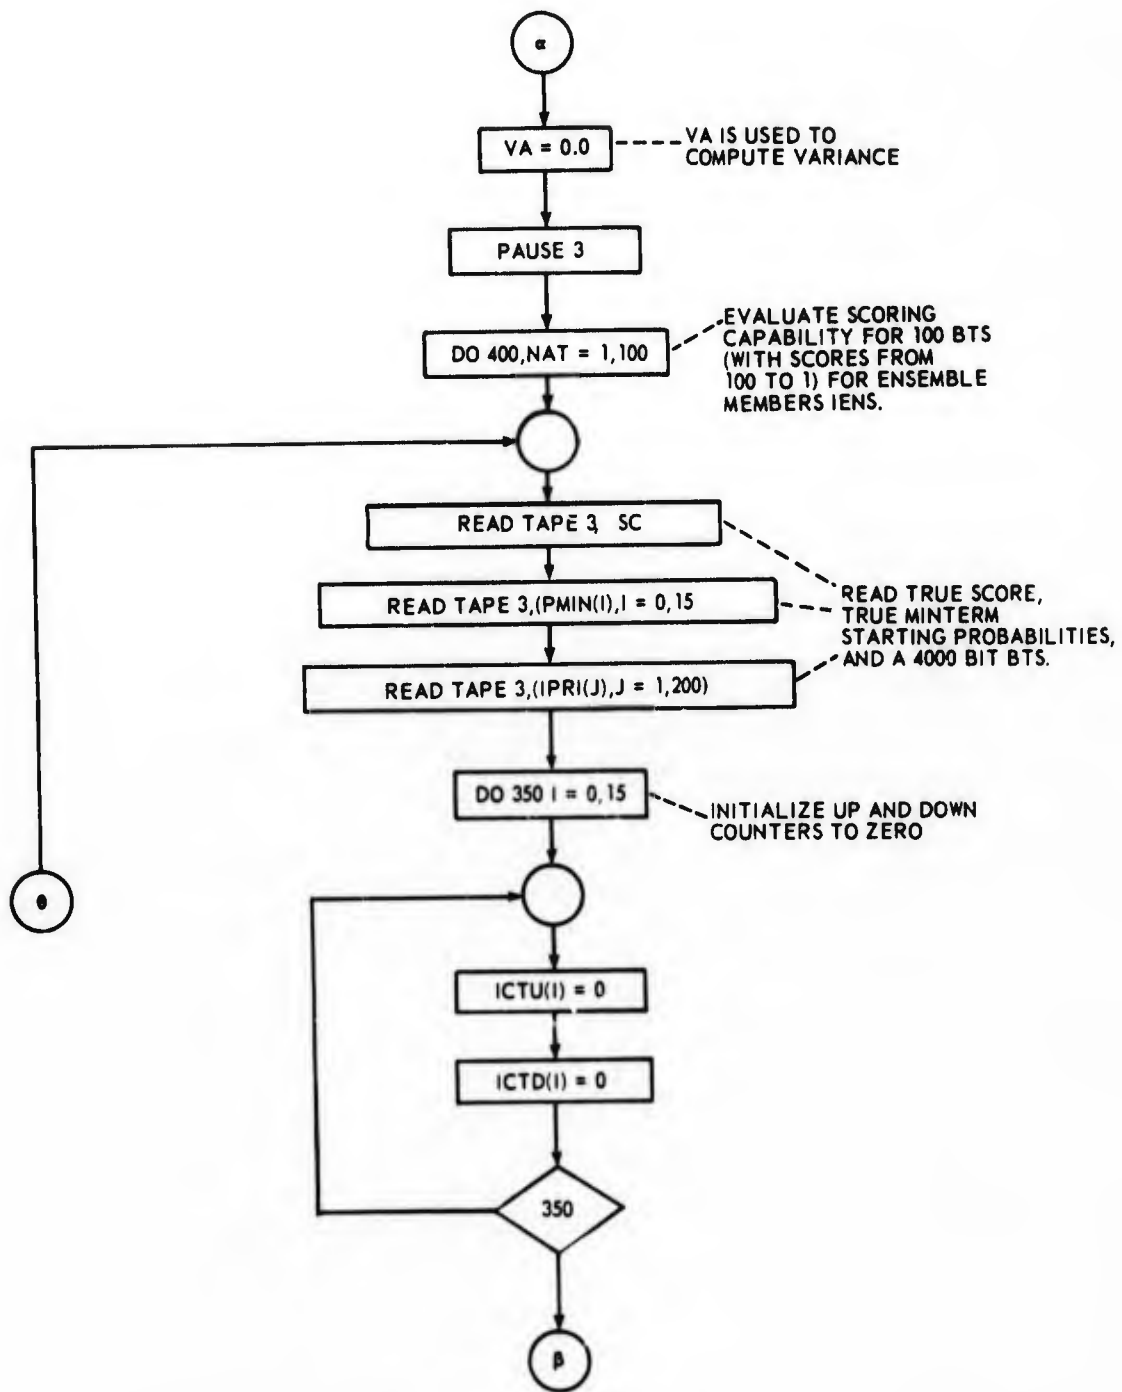 α
VA = 0.0
VA IS USED TO
COMPUTE VARIANCE
PAUSE 3
DO 400,NAT = 1,100
EVALUATE SCORING
CAPABILITY FOR 100 BTS
(WITH SCORES FROM
100 TO 1) FOR ENSEMBLE
MEMBERS IENS.
READ TAPE 3, SC
READ TAPE 3,(PMIN(I),I = 0,15
READ TAPE 3,(IPRI(J),J = 1,200)
READ TRUE SCORE,
TRUE MINTERM
STARTING PROBABILITIES,
AND A 4000 BIT BTS.
DO 350 I = 0,15
INITIALIZE UP AND DOWN
COUNTERS TO ZERO
ICTU(I) = 0
ICTD(I) = 0
350
β